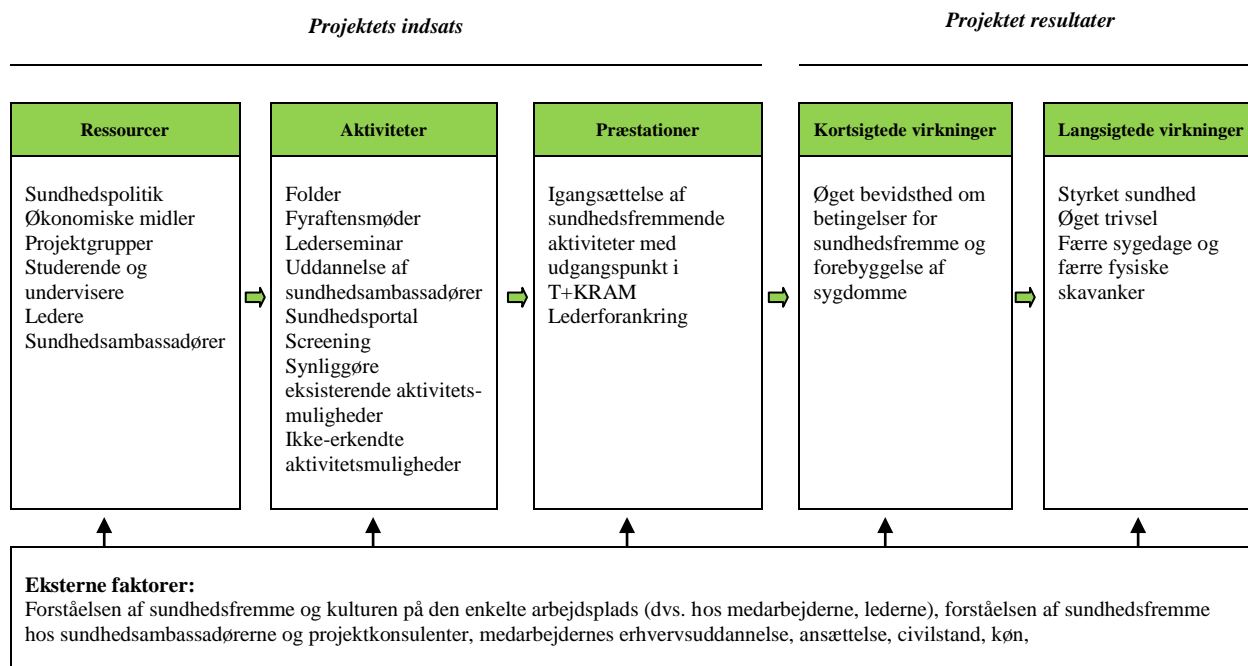 Projektets indsats
Projektet resultater
Ressourcer
Sundhedspolitik
Økonomiske midler
Projektgrupper
Studerende og
undervisere
Ledere
Sundhedsambassadører
Aktiviteter
Folder
Fyraftensmøder
Lederseminar
Uddannelse af
sundhedsambassadører
Sundhedsportal
Screening
Synliggøre
eksisterende aktivitets-
muligheder
Ikke-erkendte
aktivitetsmuligheder
Præstationer
Igangsættelse af
sundhedsfremmende
aktiviteter med
udgangspunkt i
T+KRAM
Lederforankring
Kortsigtede virkninger
Øget bevidsthed om
betingelser for
sundhedsfremme og
forebyggelse af
sygdomme
Langsigtede virkninger
Styrket sundhed
Øget trivsel
Færre sygedage og
færre fysiske
skavanker
Eksterne faktorer:
Forståelsen af sundhedsfremme og kulturen på den enkelte arbejdsplads (dvs. hos medarbejderne, lederne), forståelsen af sundhedsfremme
hos sundhedsambassadørerne og projektkonsulenter, medarbejdernes erhvervsuddannelse, ansættelse, civilstand, køn,